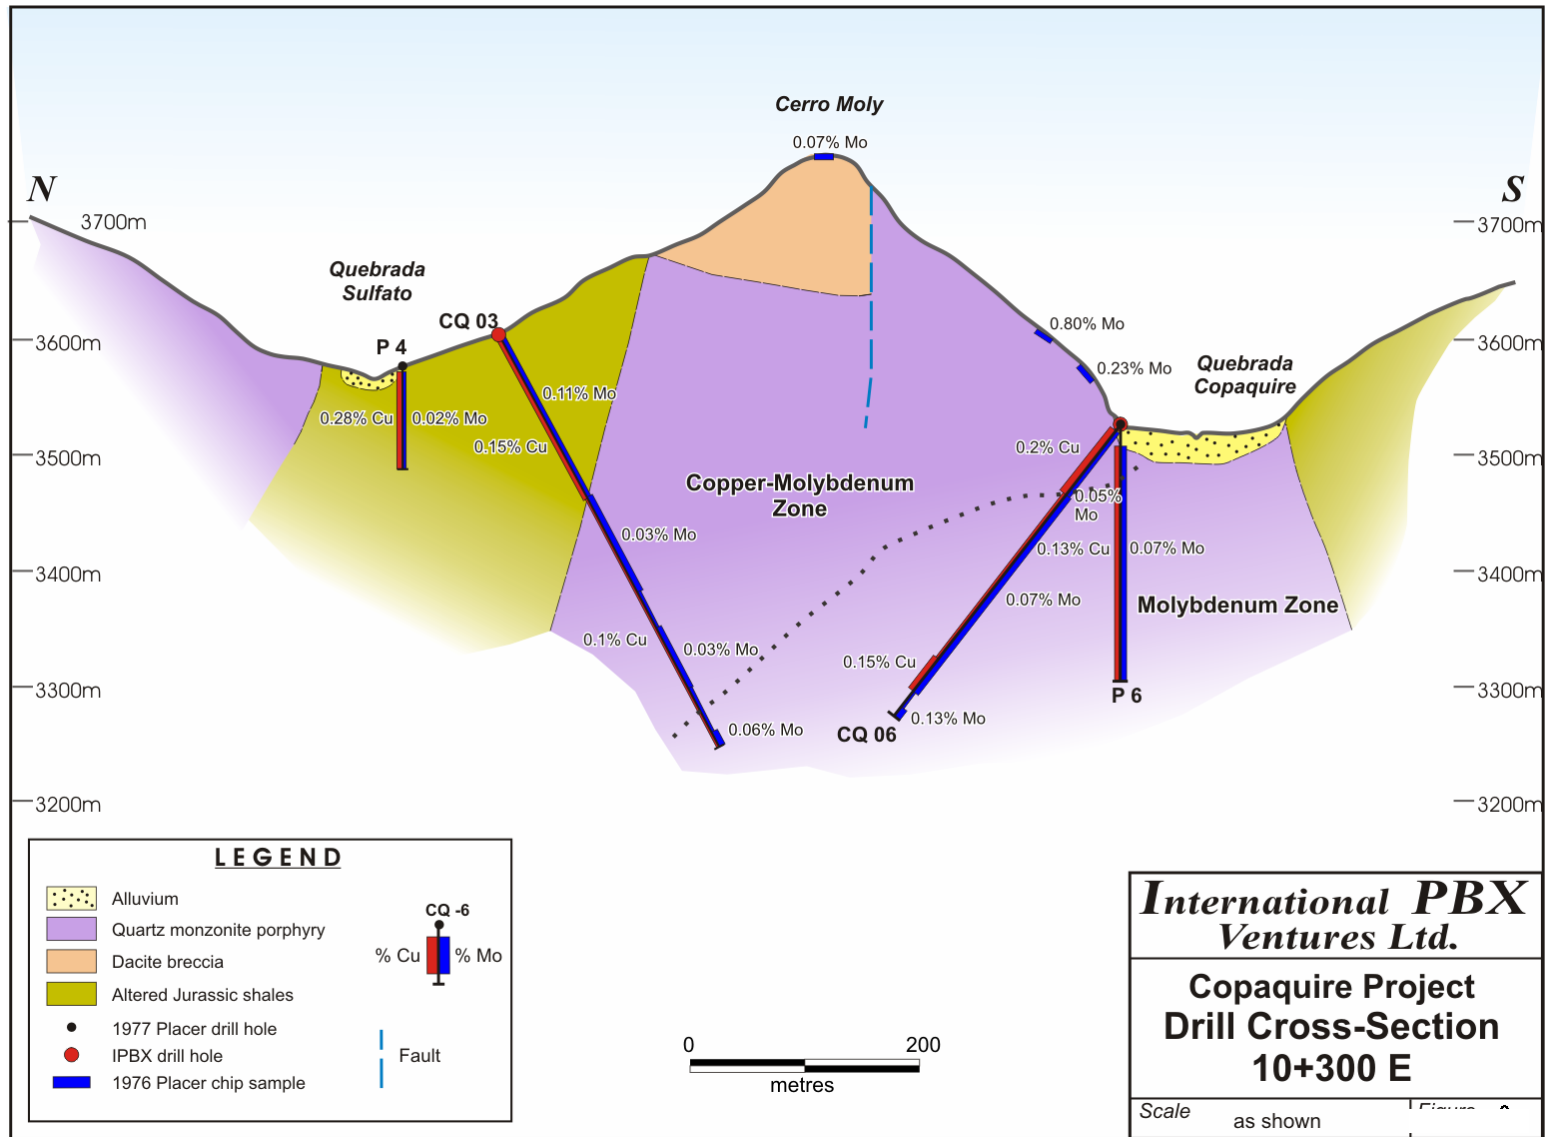 Cerro Moly
0.07% Mo
N
S
3700m
3700m
Quebrada
Sulfato
CQ 03
P 4
3600m
3600m
0.80% Mo
0.23% Mo
Quebrada
Copaquire
0.11% Mo
0.28% Cu
0.02% Mo
0.15% Cu
0.2% Cu
3500m
3500m
Copper-Molybdenum
Zone
0.05%
Mo
0.03% Mo
0.13% Cu
0.07% Mo
3400m
3400m
0.07% Mo
Molybdenum Zone
0.1% Cu
0.03% Mo
0.15% Cu
3300m
3300m
P 6
0.06% Mo
0.13% Mo
CQ 06
3200m
3200m
LEGEND
Alluvium
Quartz monzonite porphyry
Dacite breccia
Altered Jurassic shales
1977 Placer drill hole
IPBX drill hole
1976 Placer chip sample
CQ -6
% Cu
% Mo
Fault
0
200
metres
International PBX
Ventures Ltd.
Copaquire Project
Drill Cross-Section
10+300 E
Scale
as shown